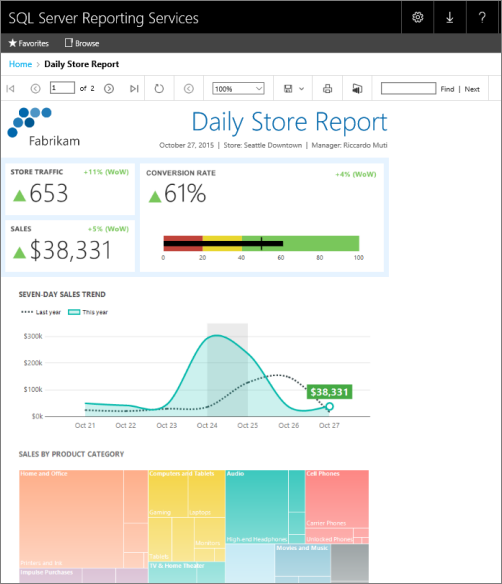 SQL Server Reporting Services
Favorites Browse
Home > Daily Store Report
1 of 2 100% Find | Next
Fabrikam
Daily Store Report
October 27, 2015 | Store: Seattle Downtown | Manager: Riccardo Muti
STORE TRAFFIC +11% (WoW)
653
CONVERSION RATE +4% (WoW)
61%
0 20 40 60 80 100
SALES +5% (WoW)
$38,331
SEVEN-DAY SALES TREND
Last year This year
$300k
$200k
$100k
$0k
$38,331
Oct 21 Oct 22 Oct 23 Oct 24 Oct 25 Oct 26 Oct 27
SALES BY PRODUCT CATEGORY
Home and Office Computers and Tablets Audio Cell Phones
Gaming Laptops
Carrier Phones
Tablets Monitors High-end Headphones Unlocked Phones
Printers and Ink TV & Home Theater Movies and Music
Impulse Purchases